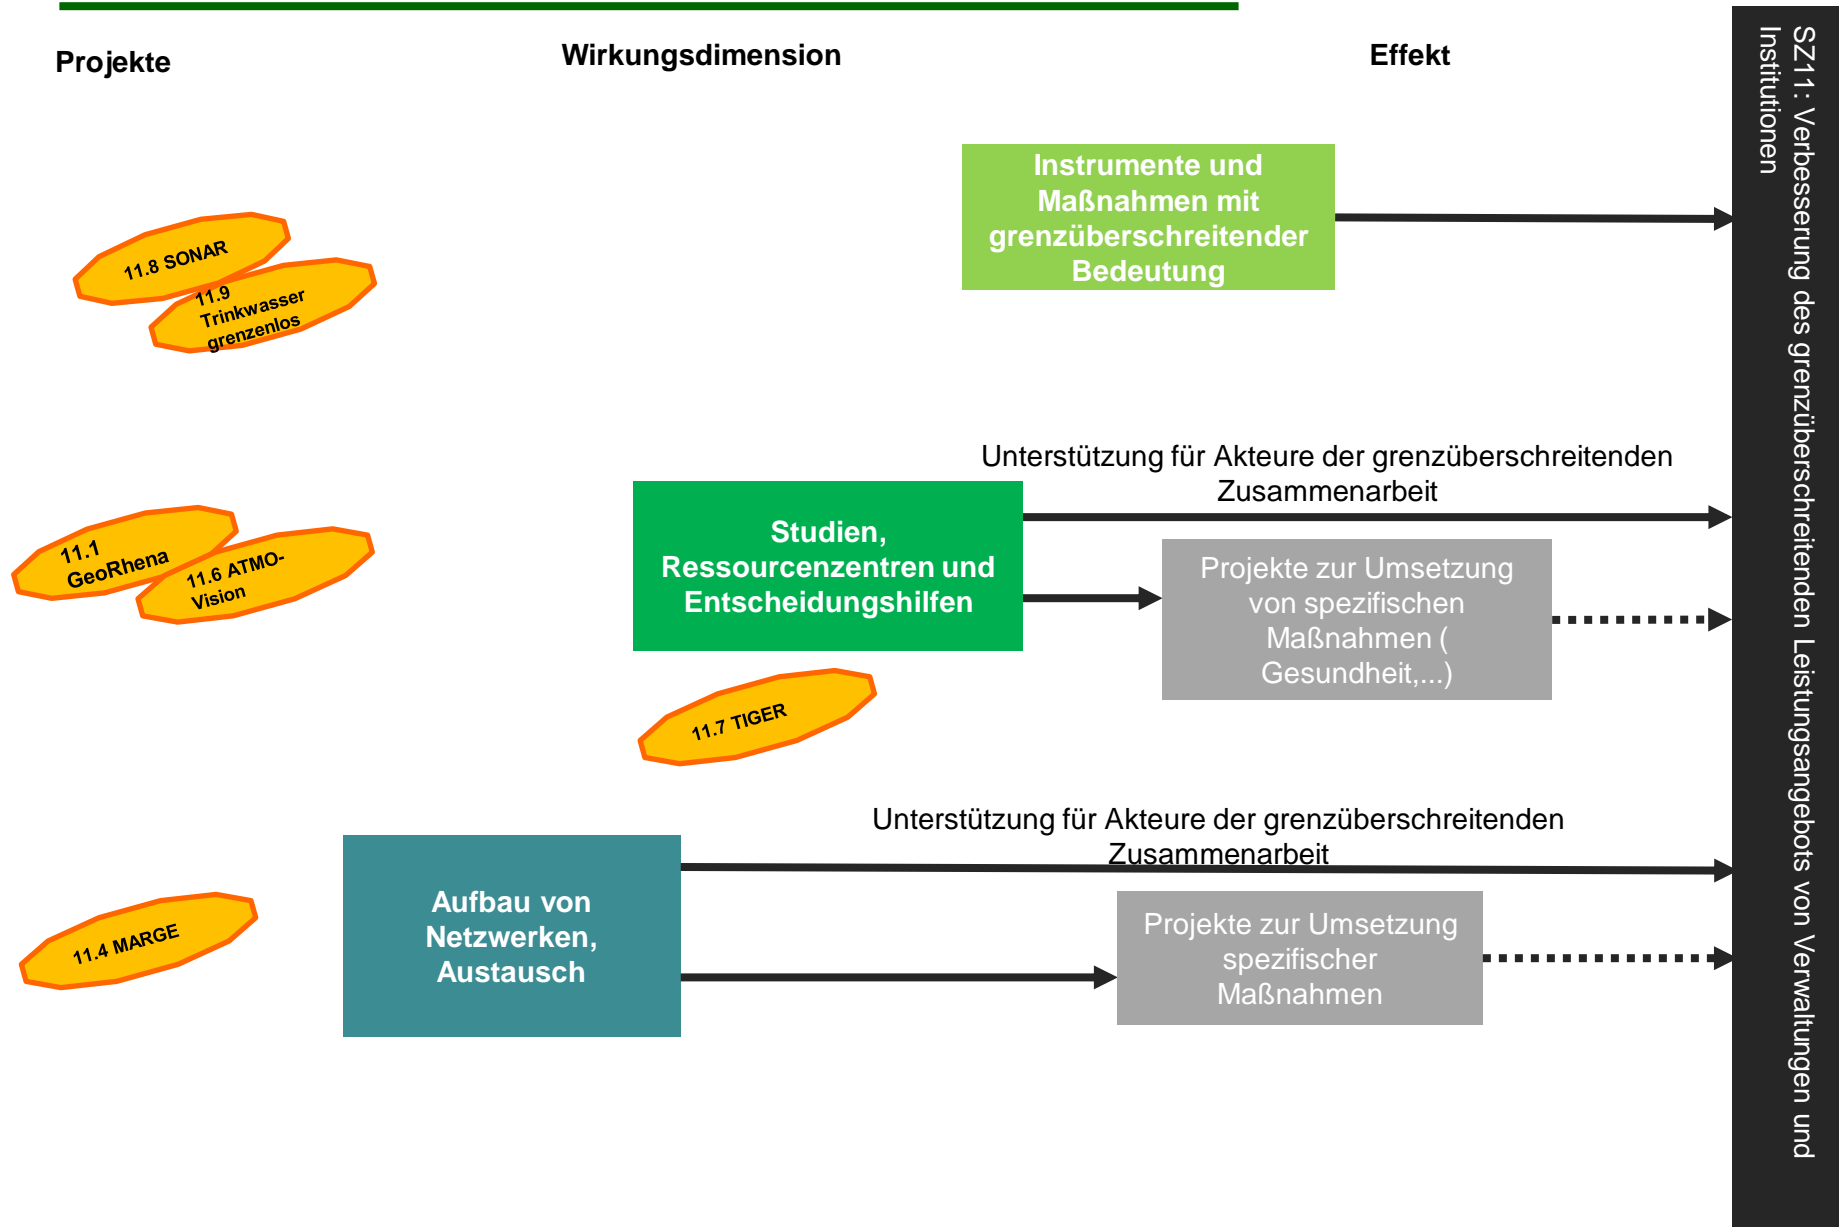 Projekte
Wirkungsdimension
Effekt
Instrumente und
Maßnahmen mit
grenzüberschreitender
Bedeutung
11.8 SONAR
11.9
Trinkwasser
grenzenlos
Unterstützung für Akteure der grenzüberschreitenden
Zusammenarbeit
Studien,
Ressourcenzentren und
Entscheidungshilfen
11.1
GeoRhena
11.6 ATMO-
Vision
Projekte zur Umsetzung
von spezifischen
Maßnahmen (
Gesundheit,...)
11.7 TIGER
Unterstützung für Akteure der grenzüberschreitenden
Zusammenarbeit
Aufbau von
Netzwerken,
Austausch
11.4 MARGE
Projekte zur Umsetzung
spezifischer
Maßnahmen
SZ11: Verbesserung des grenzüberschreitenden Leistungsangebots von Verwaltungen und
Institutionen